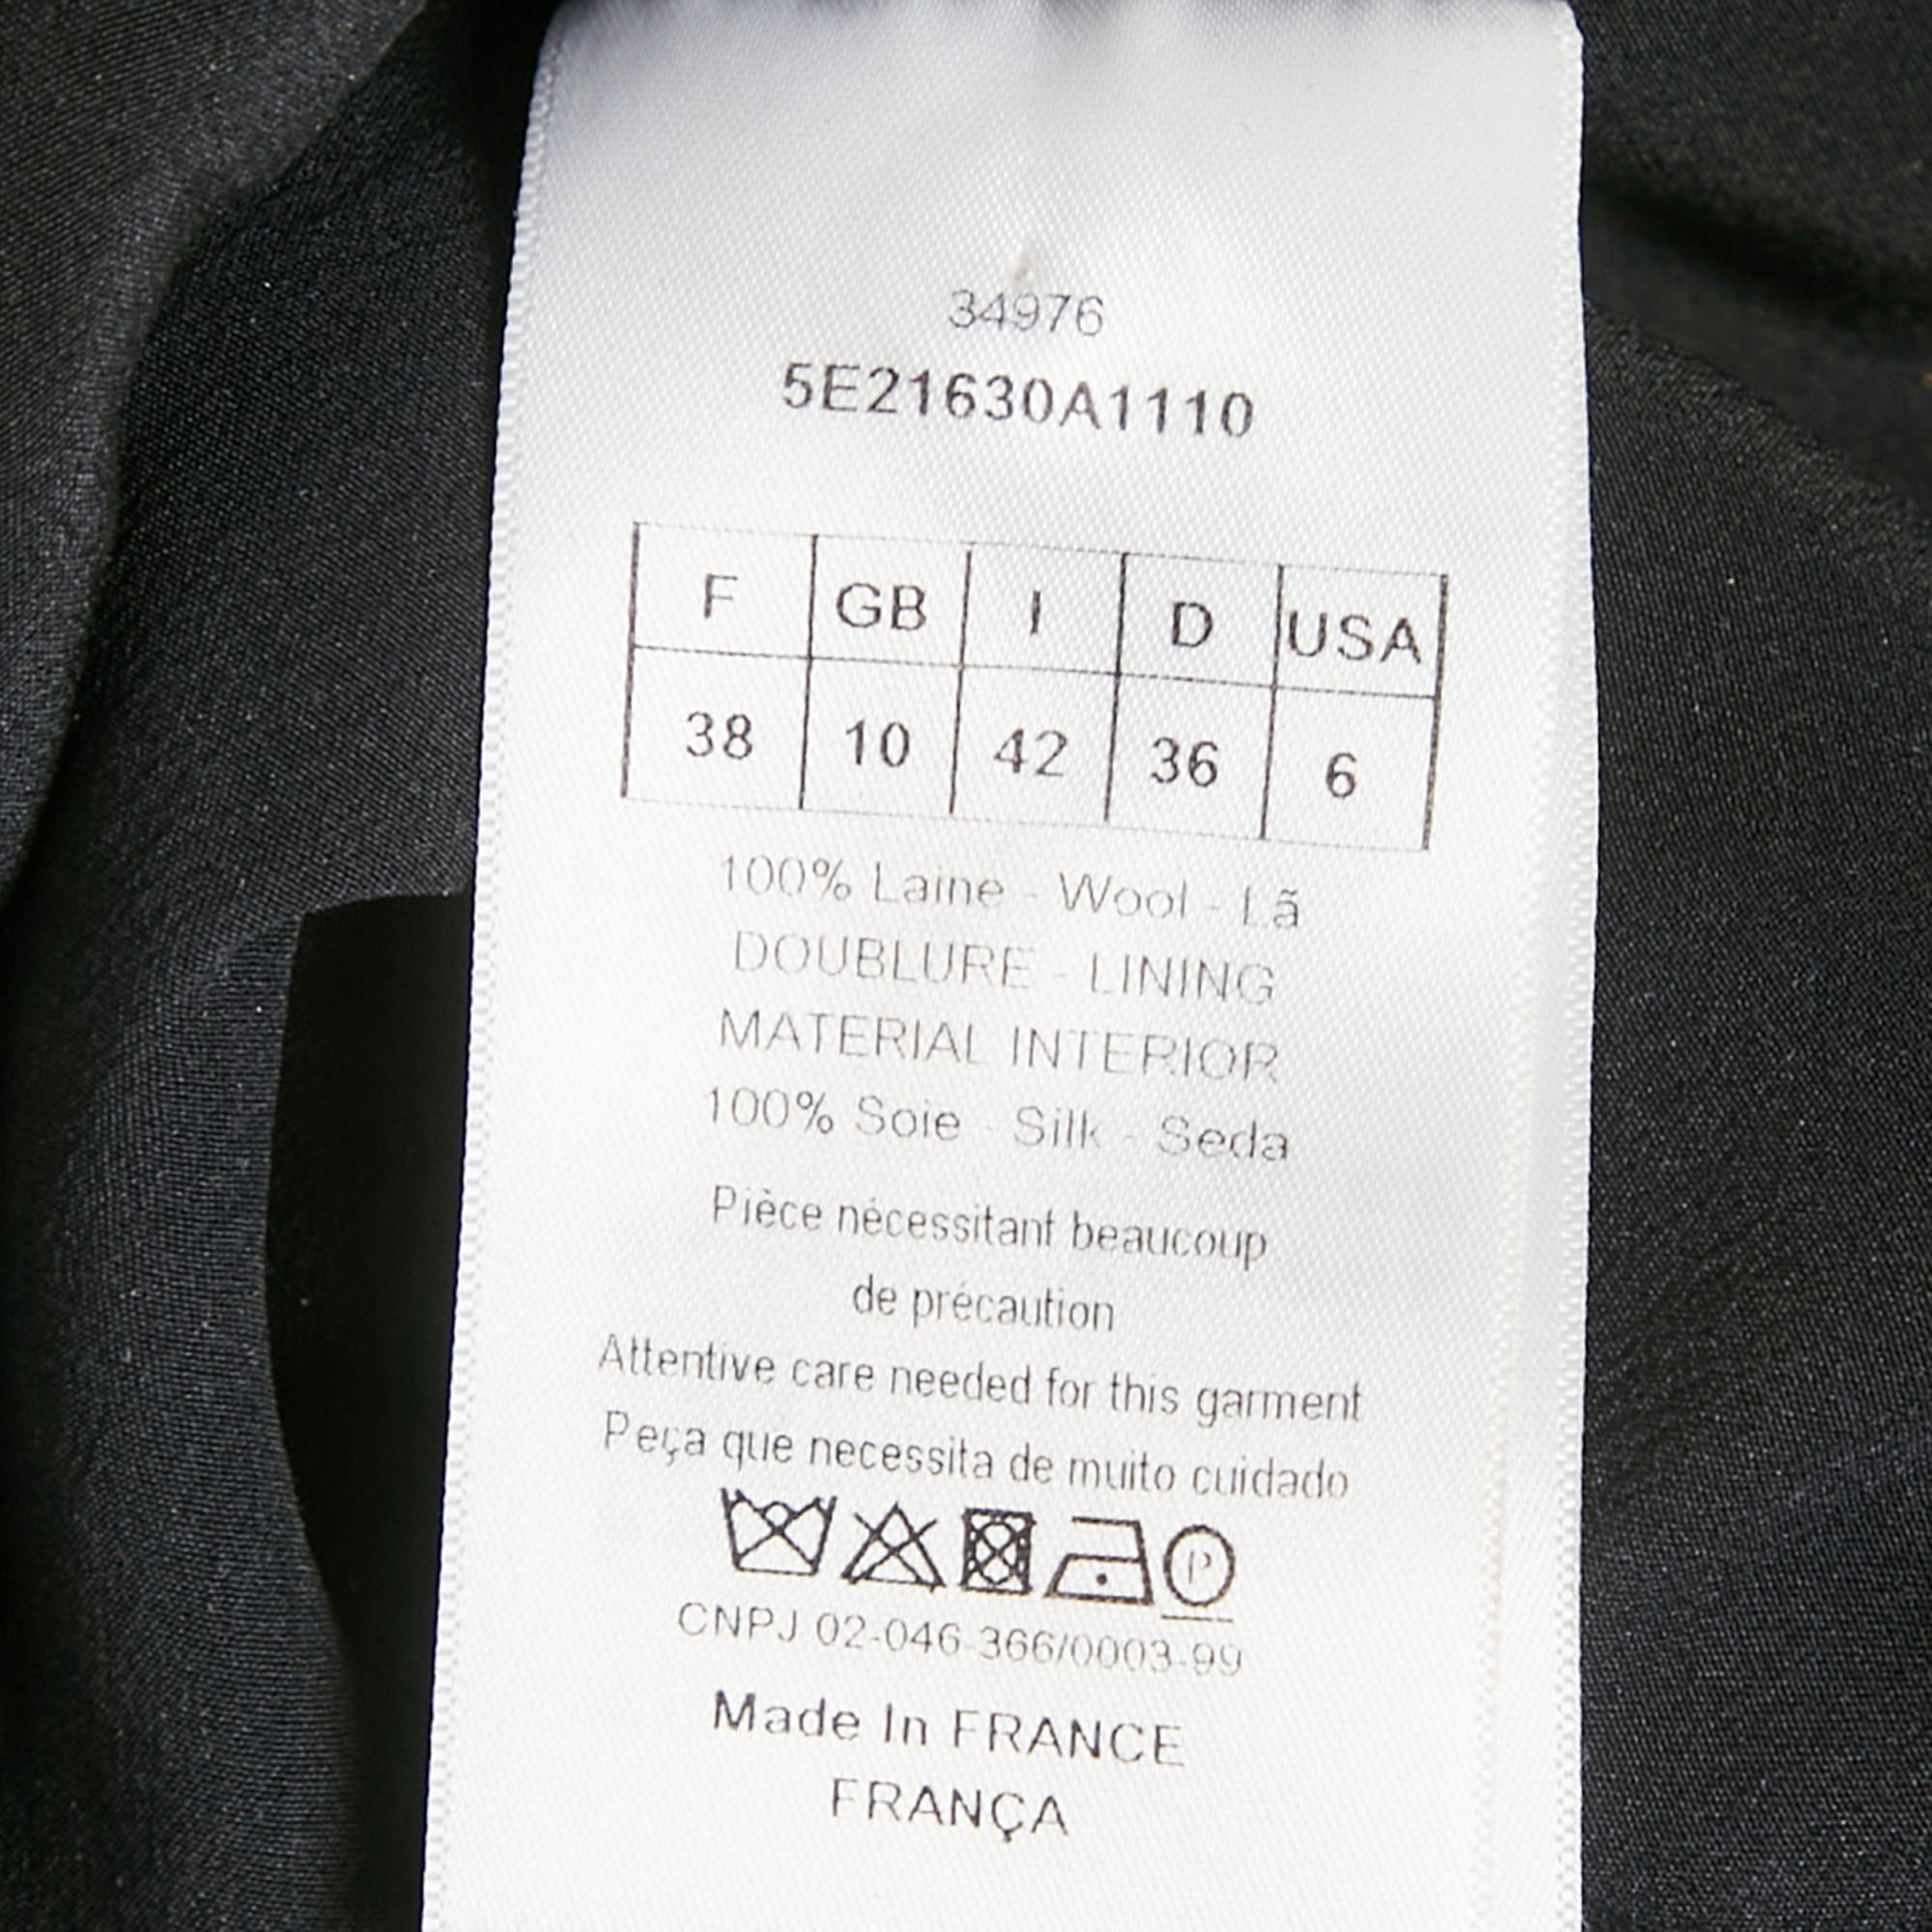 34976
5E21630A1110
F GB I D USA
38 10 42 36 6
100% Laine - Wool - Lã
DOUBLURE - LINING
MATERIAL INTERIOR
100% Soie - Silk - Seda
Pièce nécessitant beaucoup
de précaution
Attentive care needed for this garment
Peça que necessita de muito cuidado
P
CNPJ 02-046-366/0003-99
Made In FRANCE
FRANÇA